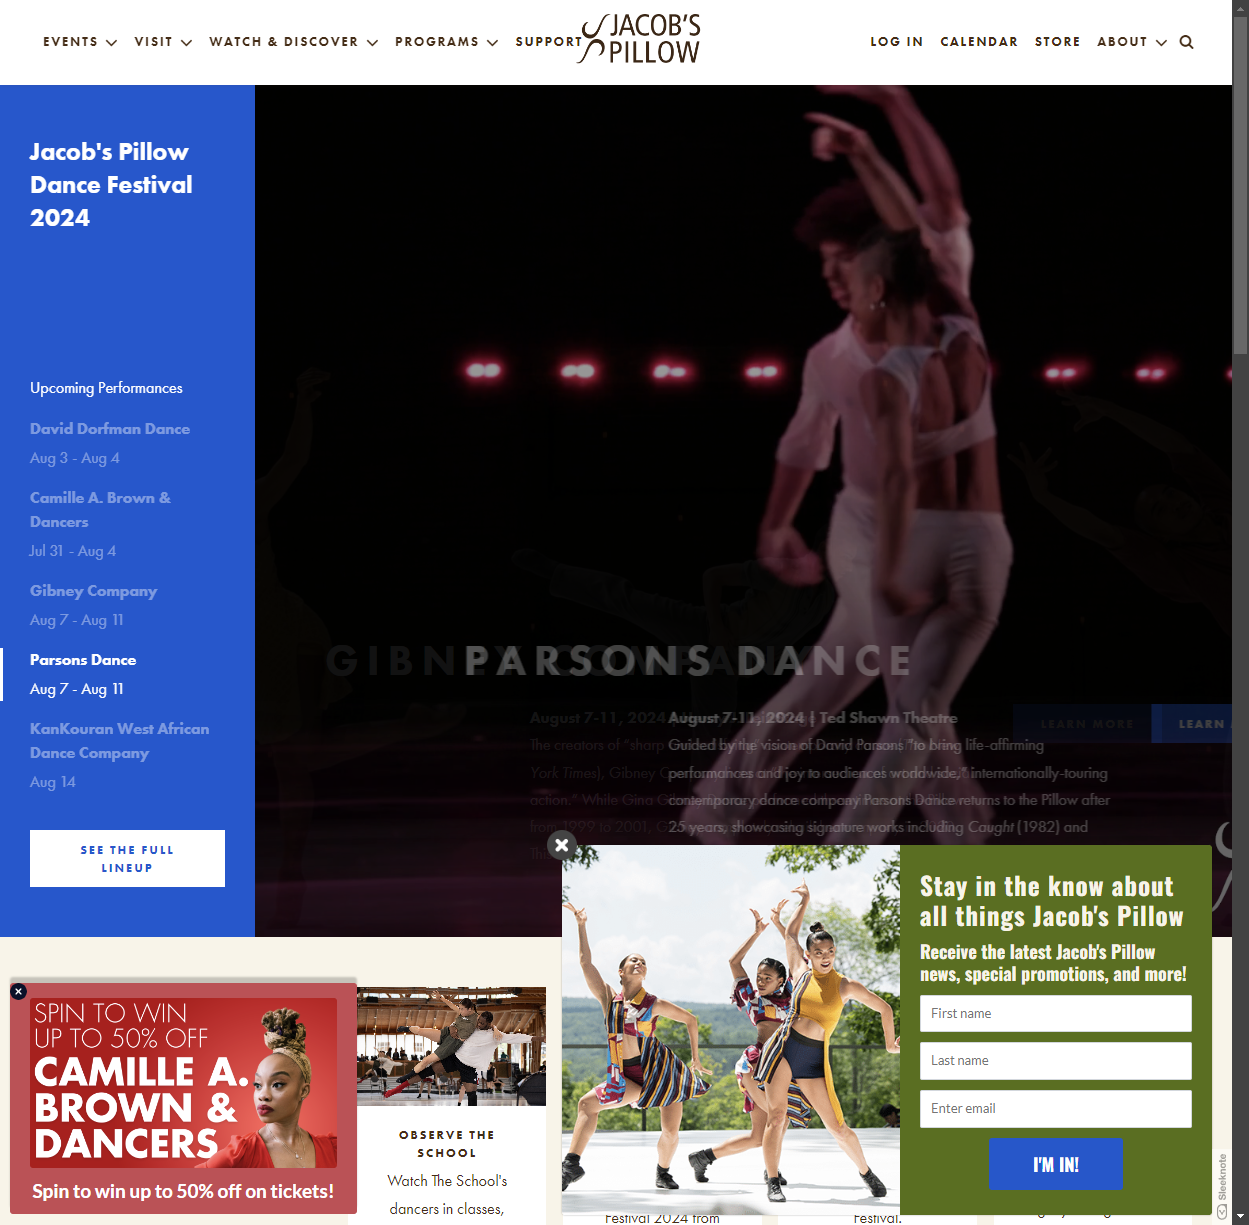 EVENTS VISIT WATCH & DISCOVER PROGRAMS SUPPORT
JACOB'S
PILLOW
LOG IN CALENDAR STORE ABOUT
Jacob's Pillow
Dance Festival
2024
Upcoming Performances
David Dorfman Dance
Aug 3 - Aug 4
Camille A. Brown &
Dancers
Jul 31 - Aug 4
Gibney Company
Aug 7 - Aug 11
Parsons Dance
Aug 7 - Aug 11
KanKouran West African
Dance Company
Aug 14
SEE THE FULL
LINEUP
PARSONS DANCE
August 7-11, 2024 | Ted Shawn Theatre
Guided by the vision of David Parsons "to bring life-affirming
performances and joy to audiences worldwide," internationally-touring
contemporary dance company Parsons Dance returns to the Pillow after
25 years, showcasing signature works including Caught (1982) and
LEARN MORE
LEARN
Stay in the know about
all things Jacob's Pillow
Receive the latest Jacob's Pillow
news, special promotions, and more!
First name
Last name
Enter email
I'M IN!
Sleeknote
SPIN TO WIN
UP TO 50% OFF
CAMILLE A.
BROWN &
DANCERS
Spin to win up to 50% off on tickets!
OBSERVE THE
SCHOOL
Watch The School's
dancers in classes,
Festival 2024 from
Festival.